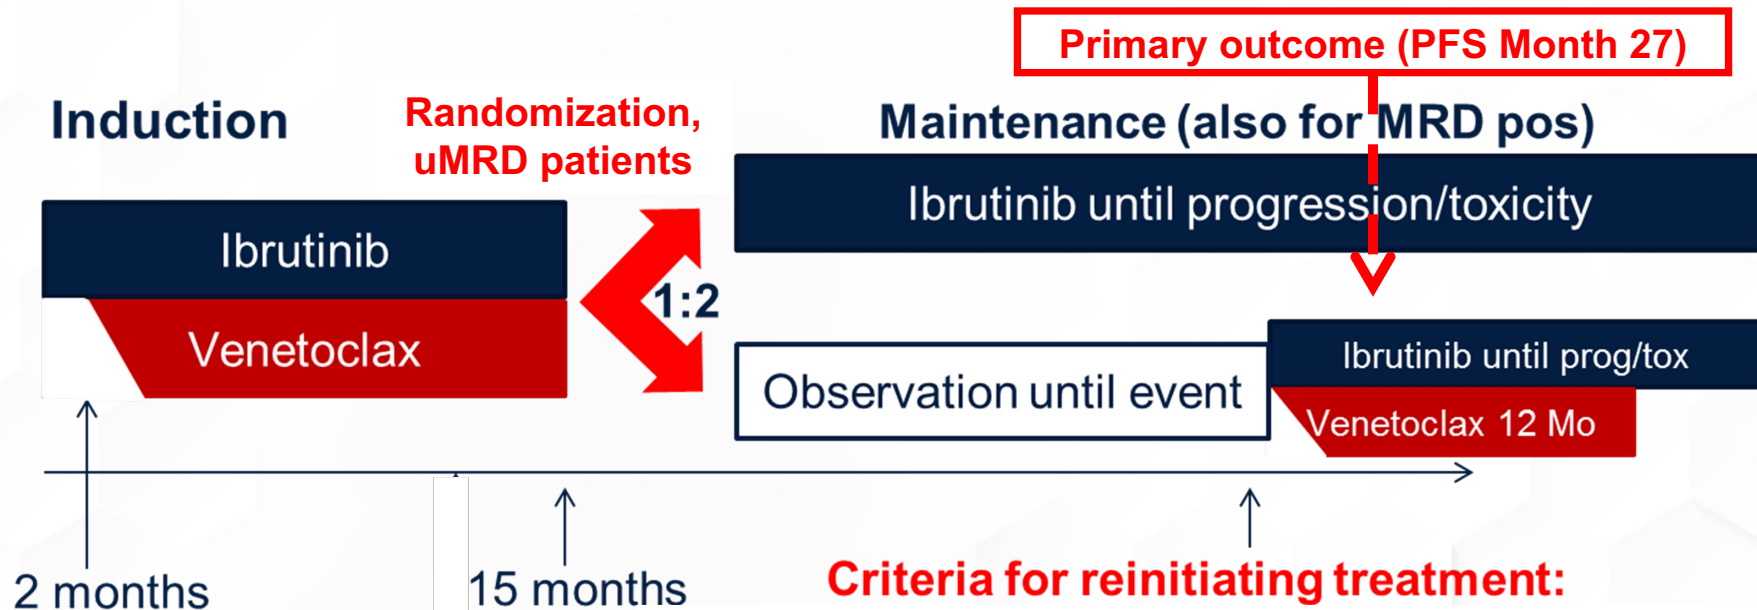 Primary outcome (PFS Month 27)
Induction
Randomization,
uMRD patients
Maintenance (also for MRD pos)
Ibrutinib
Venetoclax
1:2
Ibrutinib until progression/toxicity
Observation until event
Ibrutinib until prog/tox
Venetoclax 12 Mo
2 months
15 months
Criteria for reinitiating treatment: